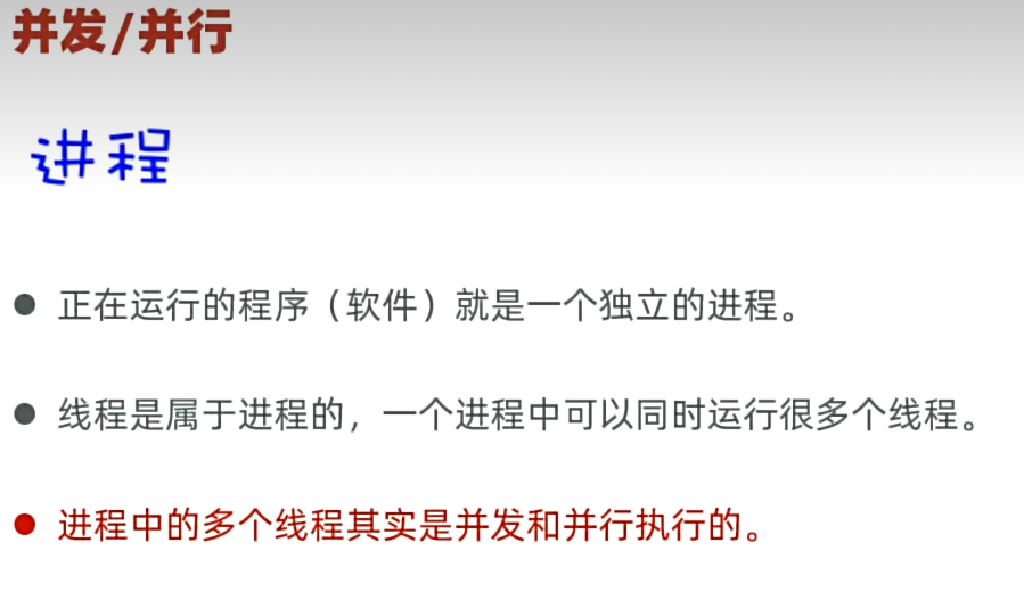 并发/并行
进程
● 正在运行的程序（软件）就是一个独立的进程。
● 线程是属于进程的，一个进程中可以同时运行很多个线程。
● 进程中的多个线程其实是并发和并行执行的。